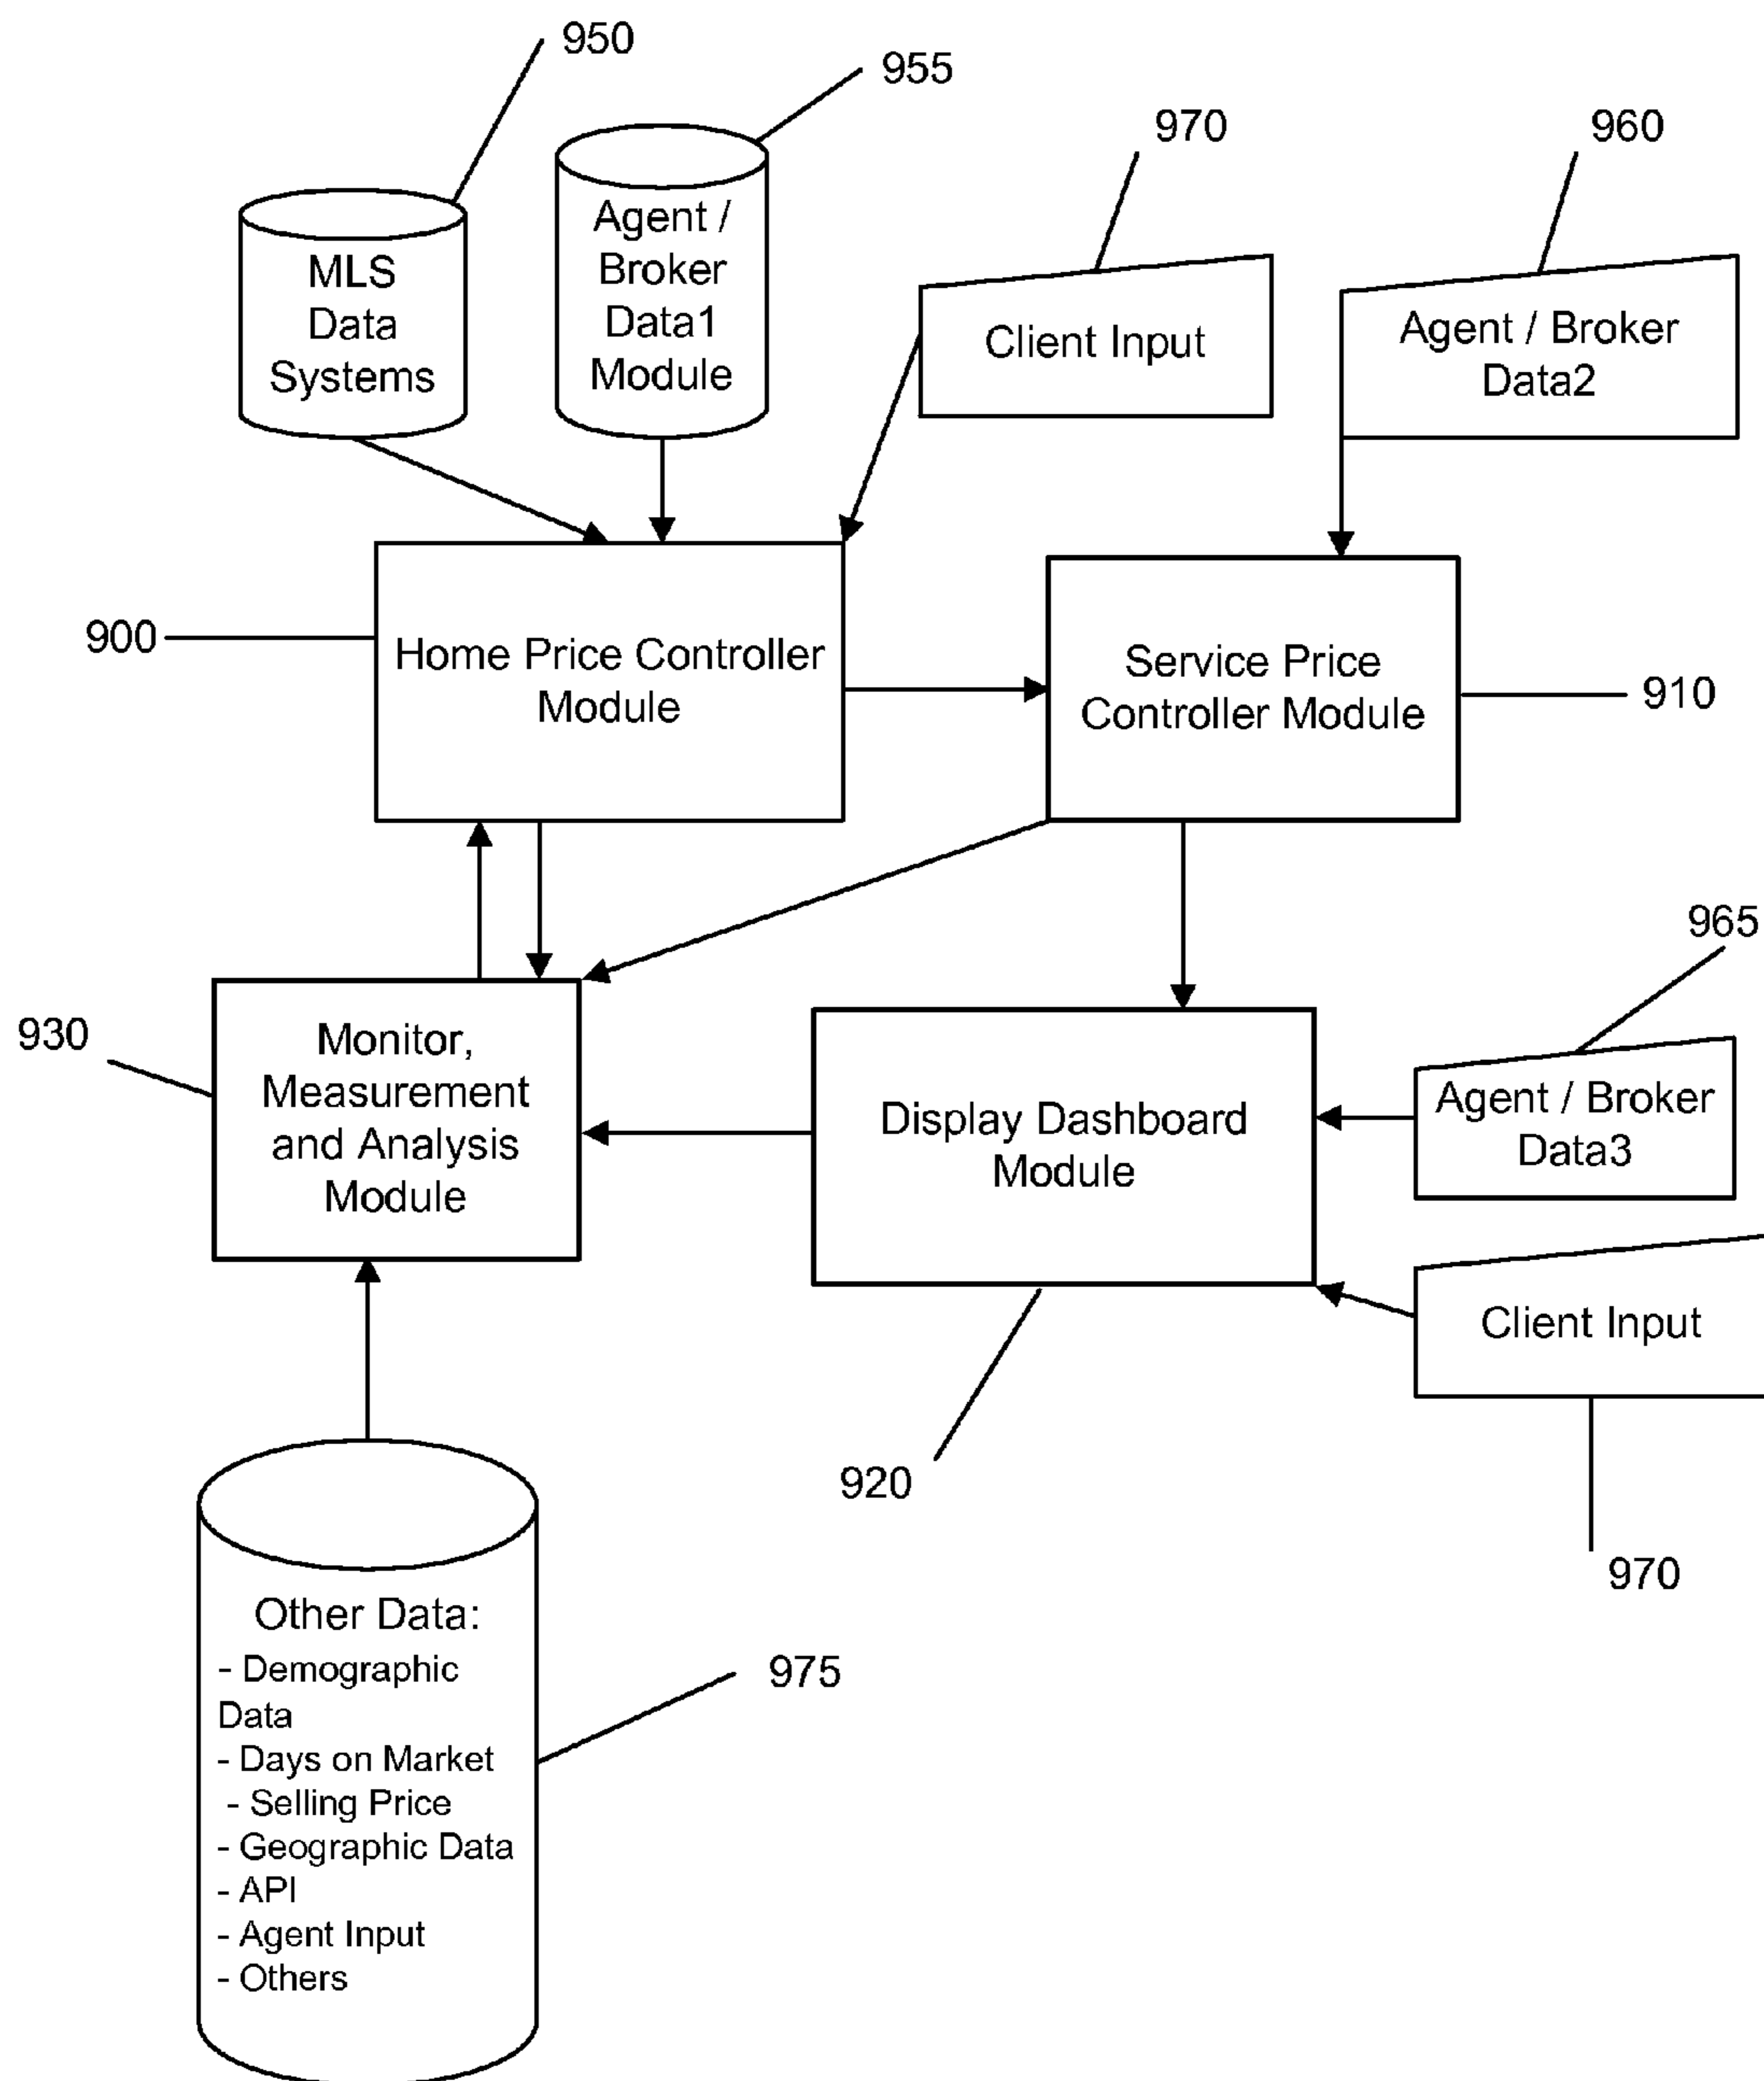 950
955
970
960
MLS
Data
Systems
Agent /
Broker
Data1
Module
Client Input
Agent / Broker
Data2
900
Home Price Controller
Module
Service Price
Controller Module
910
965
930
Monitor,
Measurement
and Analysis
Module
Display Dashboard
Module
Agent / Broker
Data3
Client Input
920
970
Other Data:
- Demographic
Data
- Days on Market
- Selling Price
- Geographic Data
- API
- Agent Input
- Others
975